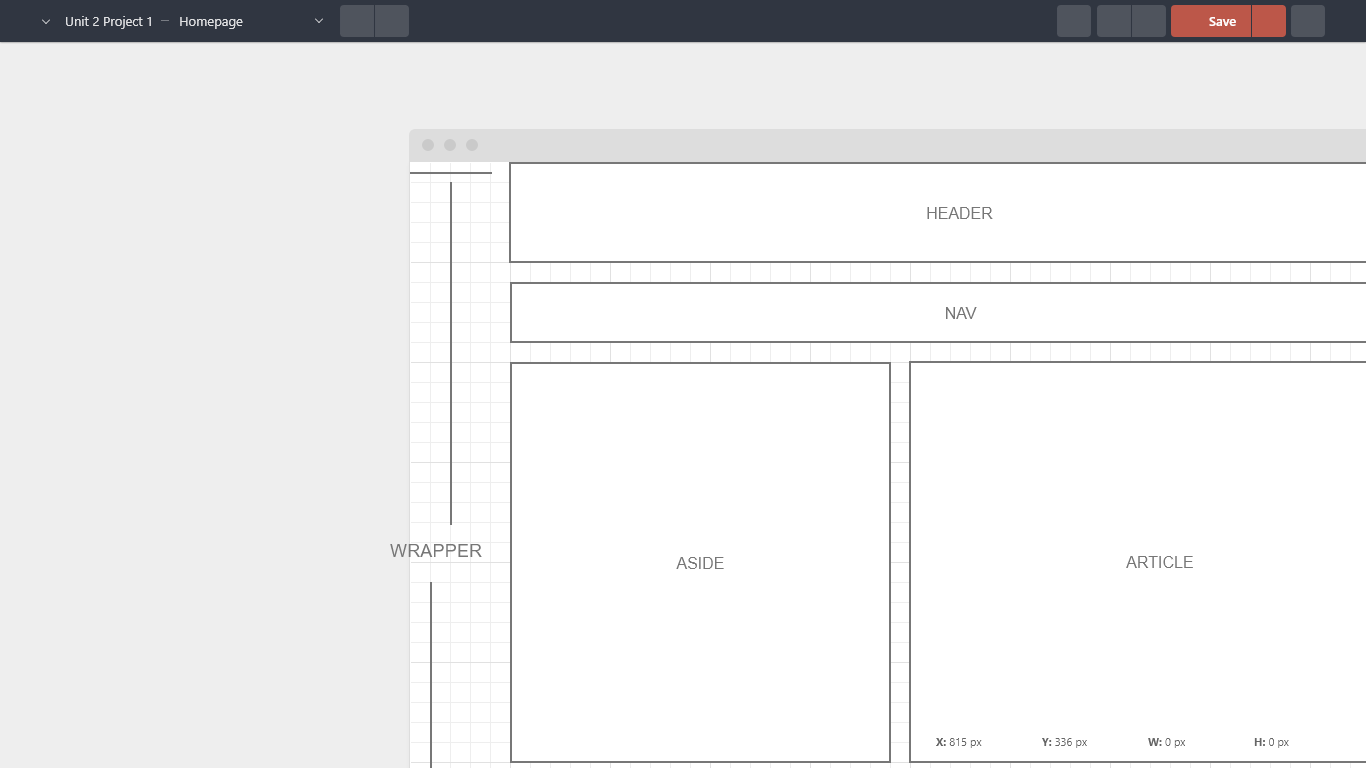 Unit 2 Project 1 — Homepage
Save
HEADER
NAV
WRAPPER
ASIDE
ARTICLE
X: 815 px Y: 336 px W: 0 px H: 0 px